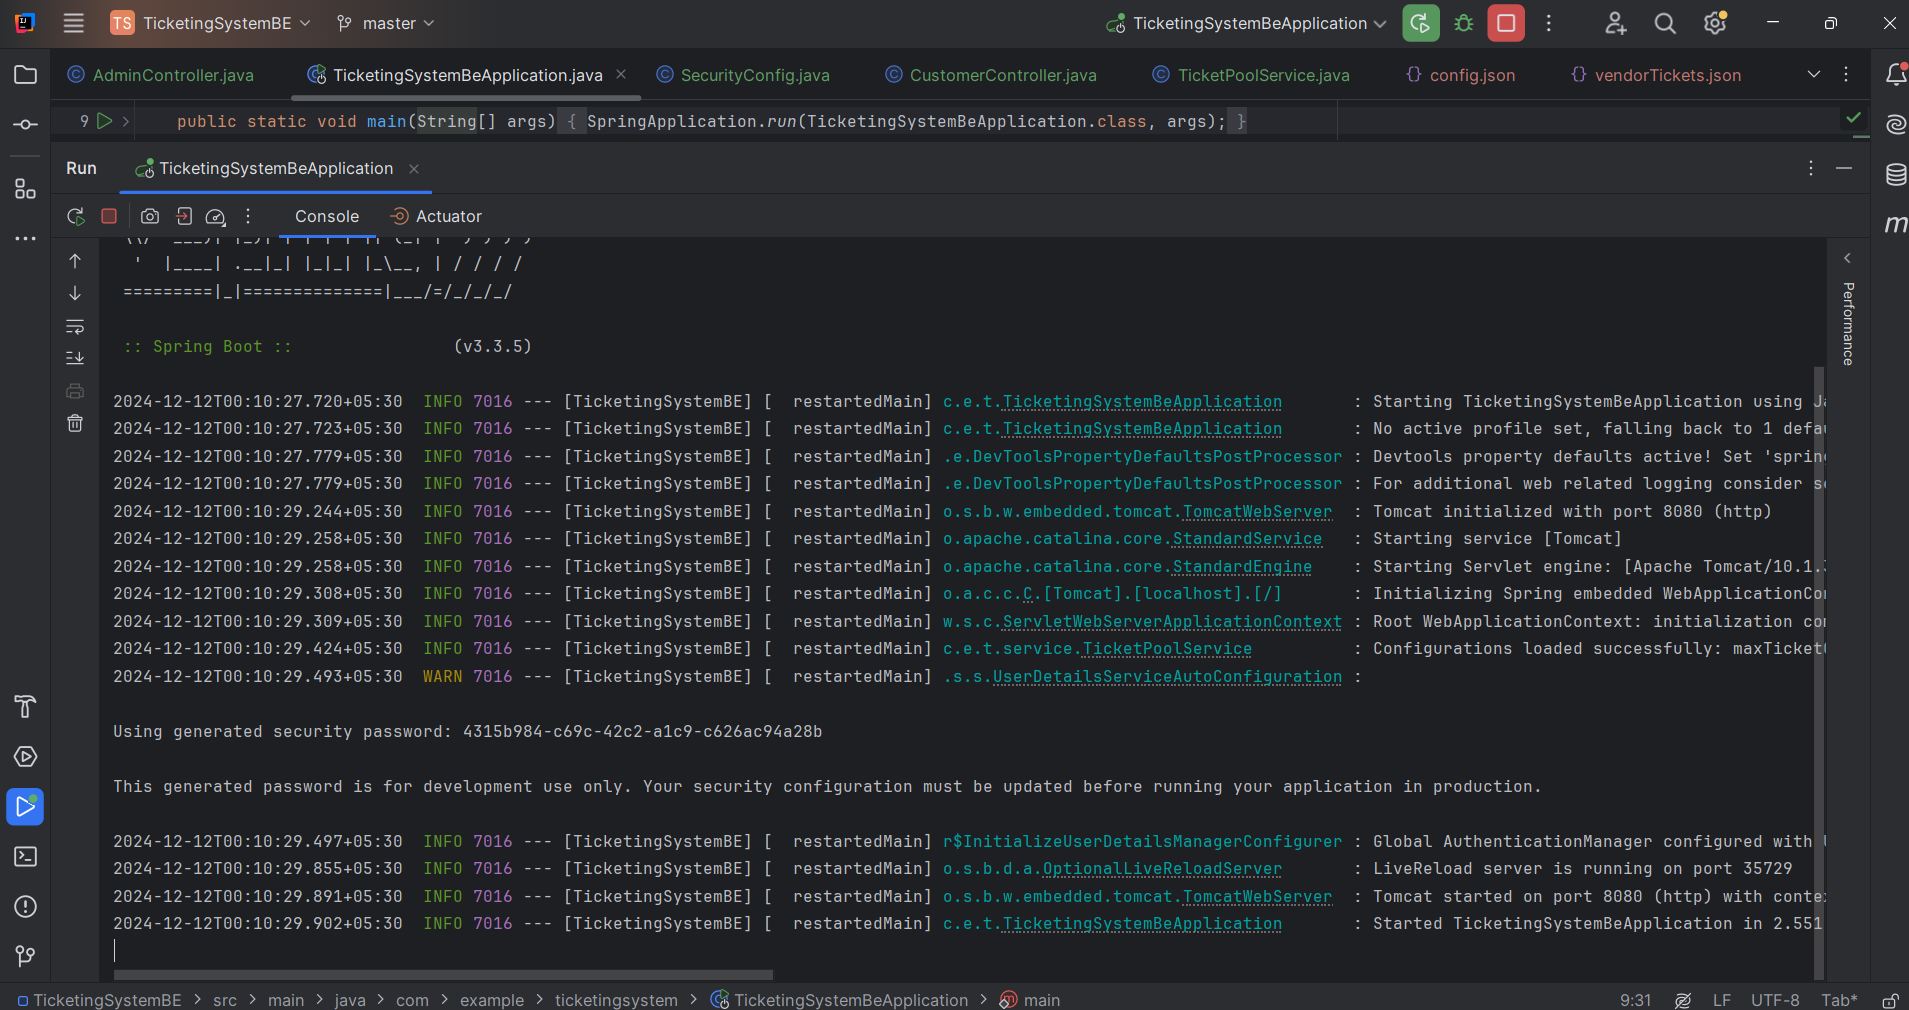 TS TicketingSystemBE master TicketingSystemBeApplication
AdminController.java TicketingSystemBeApplication.java SecurityConfig.java CustomerController.java TicketPoolService.java config.json vendorTickets.json
9 public static void main(String[] args) { SpringApplication.run(TicketingSystemBeApplication.class, args); }
Run TicketingSystemBeApplication
Console Actuator
' |____| .__|_| |_|_| |_\__, | / / / /
=========|_|==============|___/=/_/_/_/
:: Spring Boot :: (v3.3.5)
2024-12-12T00:10:27.720+05:30 INFO 7016 --- [TicketingSystemBE] [ restartedMain] c.e.t.TicketingSystemBeApplication : Starting TicketingSystemBeApplication using
2024-12-12T00:10:27.723+05:30 INFO 7016 --- [TicketingSystemBE] [ restartedMain] c.e.t.TicketingSystemBeApplication : No active profile set, falling back to 1 defau
2024-12-12T00:10:27.779+05:30 INFO 7016 --- [TicketingSystemBE] [ restartedMain] .e.DevToolsPropertyDefaultsPostProcessor : Devtools property defaults active! Set 'sprin
2024-12-12T00:10:27.779+05:30 INFO 7016 --- [TicketingSystemBE] [ restartedMain] .e.DevToolsPropertyDefaultsPostProcessor : For additional web related logging consider
2024-12-12T00:10:29.244+05:30 INFO 7016 --- [TicketingSystemBE] [ restartedMain] o.s.b.w.embedded.tomcat.TomcatWebServer : Tomcat initialized with port 8080 (http)
2024-12-12T00:10:29.258+05:30 INFO 7016 --- [TicketingSystemBE] [ restartedMain] o.apache.catalina.core.StandardService : Starting service [Tomcat]
2024-12-12T00:10:29.258+05:30 INFO 7016 --- [TicketingSystemBE] [ restartedMain] o.apache.catalina.core.StandardEngine : Starting Servlet engine: [Apache Tomcat/10.1.
2024-12-12T00:10:29.308+05:30 INFO 7016 --- [TicketingSystemBE] [ restartedMain] o.a.c.c.C.[Tomcat].[localhost].[/] : Initializing Spring embedded WebApplicationCo
2024-12-12T00:10:29.309+05:30 INFO 7016 --- [TicketingSystemBE] [ restartedMain] w.s.c.ServletWebServerApplicationContext : Root WebApplicationContext: initialization co
2024-12-12T00:10:29.424+05:30 INFO 7016 --- [TicketingSystemBE] [ restartedMain] c.e.t.service.TicketPoolService : Configurations loaded successfully: maxTicket
2024-12-12T00:10:29.493+05:30 WARN 7016 --- [TicketingSystemBE] [ restartedMain] .s.s.UserDetailsServiceAutoConfiguration :
Using generated security password: 4315b984-c69c-42c2-a1c9-c626ac94a28b
This generated password is for development use only. Your security configuration must be updated before running your application in production.
2024-12-12T00:10:29.497+05:30 INFO 7016 --- [TicketingSystemBE] [ restartedMain] r$InitializeUserDetailsManagerConfigurer : Global AuthenticationManager configured with
2024-12-12T00:10:29.855+05:30 INFO 7016 --- [TicketingSystemBE] [ restartedMain] o.s.b.d.a.OptionalLiveReloadServer : LiveReload server is running on port 35729
2024-12-12T00:10:29.891+05:30 INFO 7016 --- [TicketingSystemBE] [ restartedMain] o.s.b.w.embedded.tomcat.TomcatWebServer : Tomcat started on port 8080 (http) with conte
2024-12-12T00:10:29.902+05:30 INFO 7016 --- [TicketingSystemBE] [ restartedMain] c.e.t.TicketingSystemBeApplication : Started TicketingSystemBeApplication in 2.551
Performance
TicketingSystemBE > src > main > java > com > example > ticketingsystem > TicketingSystemBeApplication > main 9:31 LF UTF-8 Tab*